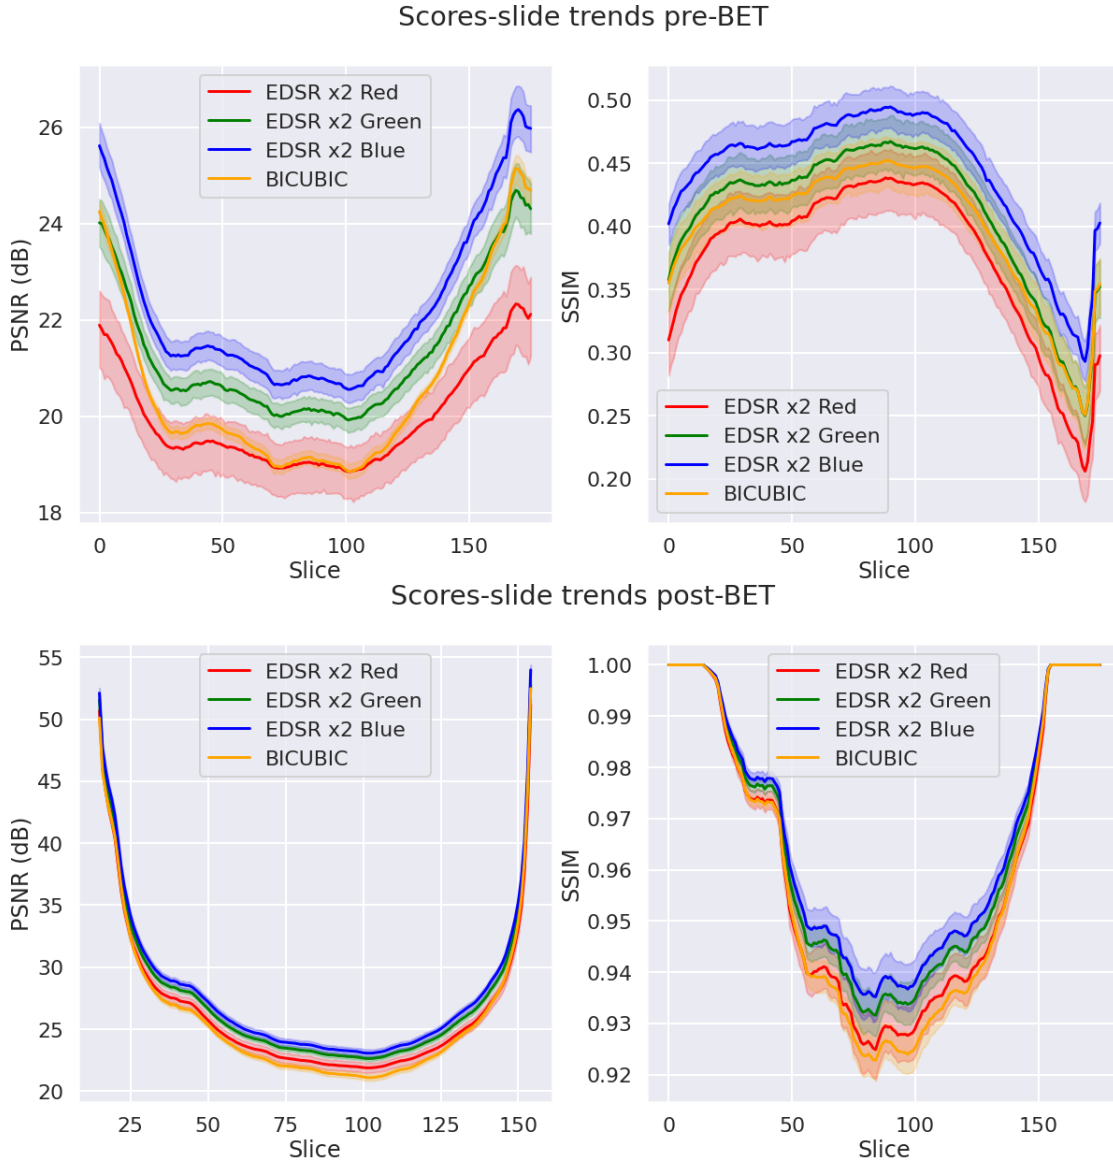 Scores-slide trends pre-BET
EDSR x2 Red
EDSR x2 Green
EDSR x2 Blue
BICUBIC
PSNR (dB)
26
24
22
20
18
0
50
100
150
Slice
SSIM
0.50
0.45
0.40
0.35
0.30
0.25
0.20
EDSR x2 Red
EDSR x2 Green
EDSR x2 Blue
BICUBIC
0
50
100
150
Slice
Scores-slide trends post-BET
EDSR x2 Red
EDSR x2 Green
EDSR x2 Blue
BICUBIC
PSNR (dB)
55
50
45
40
35
30
25
20
25
50
75
100
125
150
Slice
EDSR x2 Red
EDSR x2 Green
EDSR x2 Blue
BICUBIC
SSIM
1.00
0.99
0.98
0.97
0.96
0.95
0.94
0.93
0.92
0
50
100
150
Slice